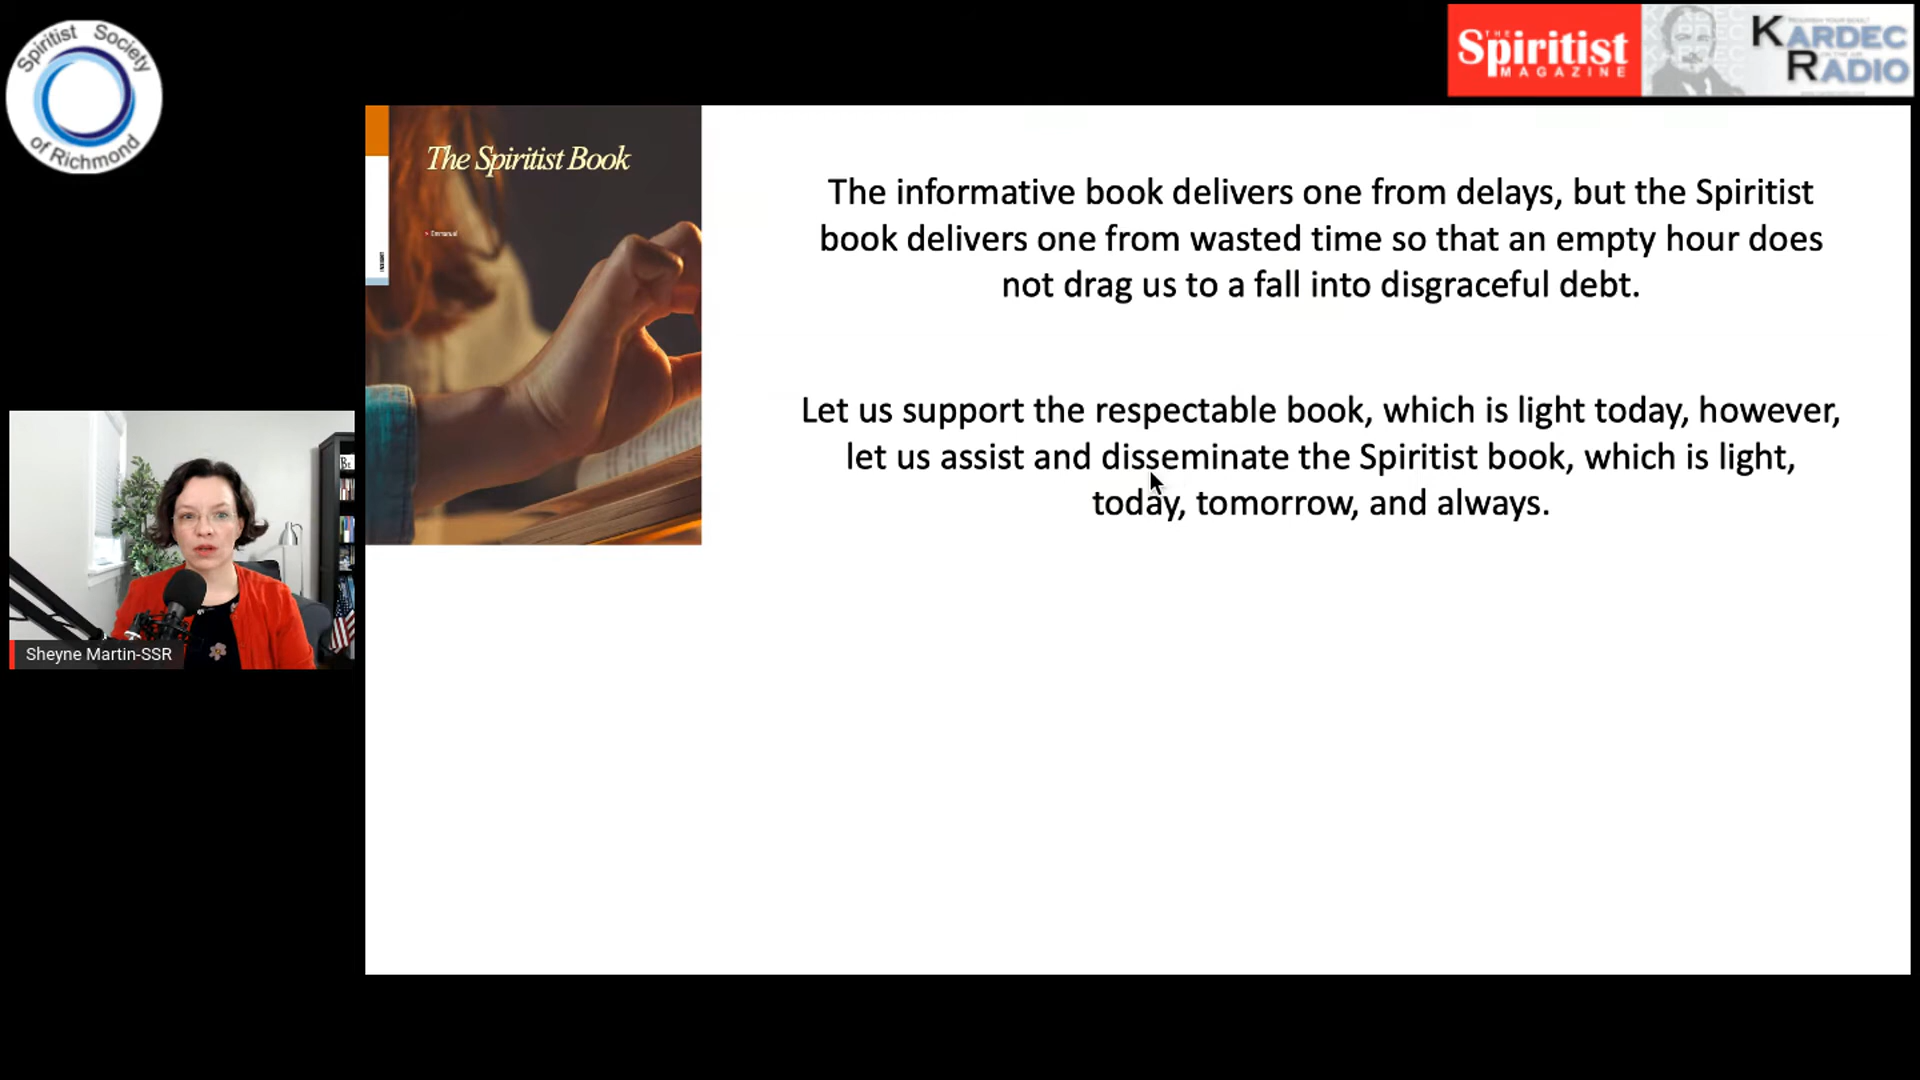 Spiritist Society
of Richmond
THE
Spiritist
MAGAZINE
KARDEC
RADIO
The Spiritist Book
Emmanuel
The informative book delivers one from delays, but the Spiritist
book delivers one from wasted time so that an empty hour does
not drag us to a fall into disgraceful debt.
Let us support the respectable book, which is light today, however,
let us assist and disseminate the Spiritist book, which is light,
today, tomorrow, and always.
Sheyne Martin-SSR